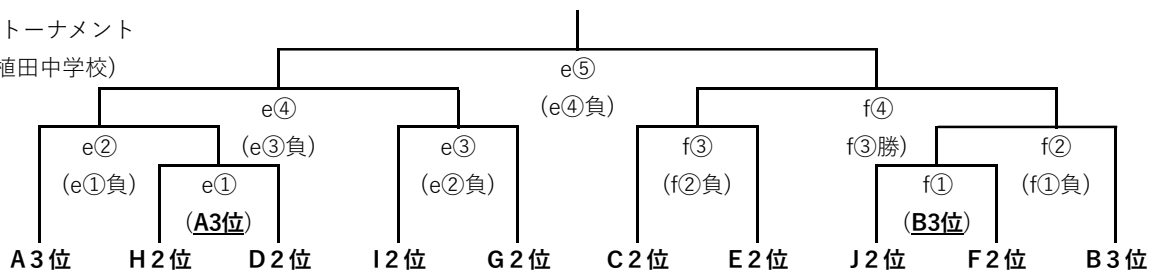 トーナメント
植田中学校)
e⑤
(e④負)
e④
f④
e②
(e③負)
e③
f③
f③勝)
f②
(e①負)
e①
(e②負)
(f②負)
f①
(f①負)
(A3位)
(B3位)
A3位 H2位 D2位 I2位 G2位 C2位 E2位 J2位 F2位 B3位